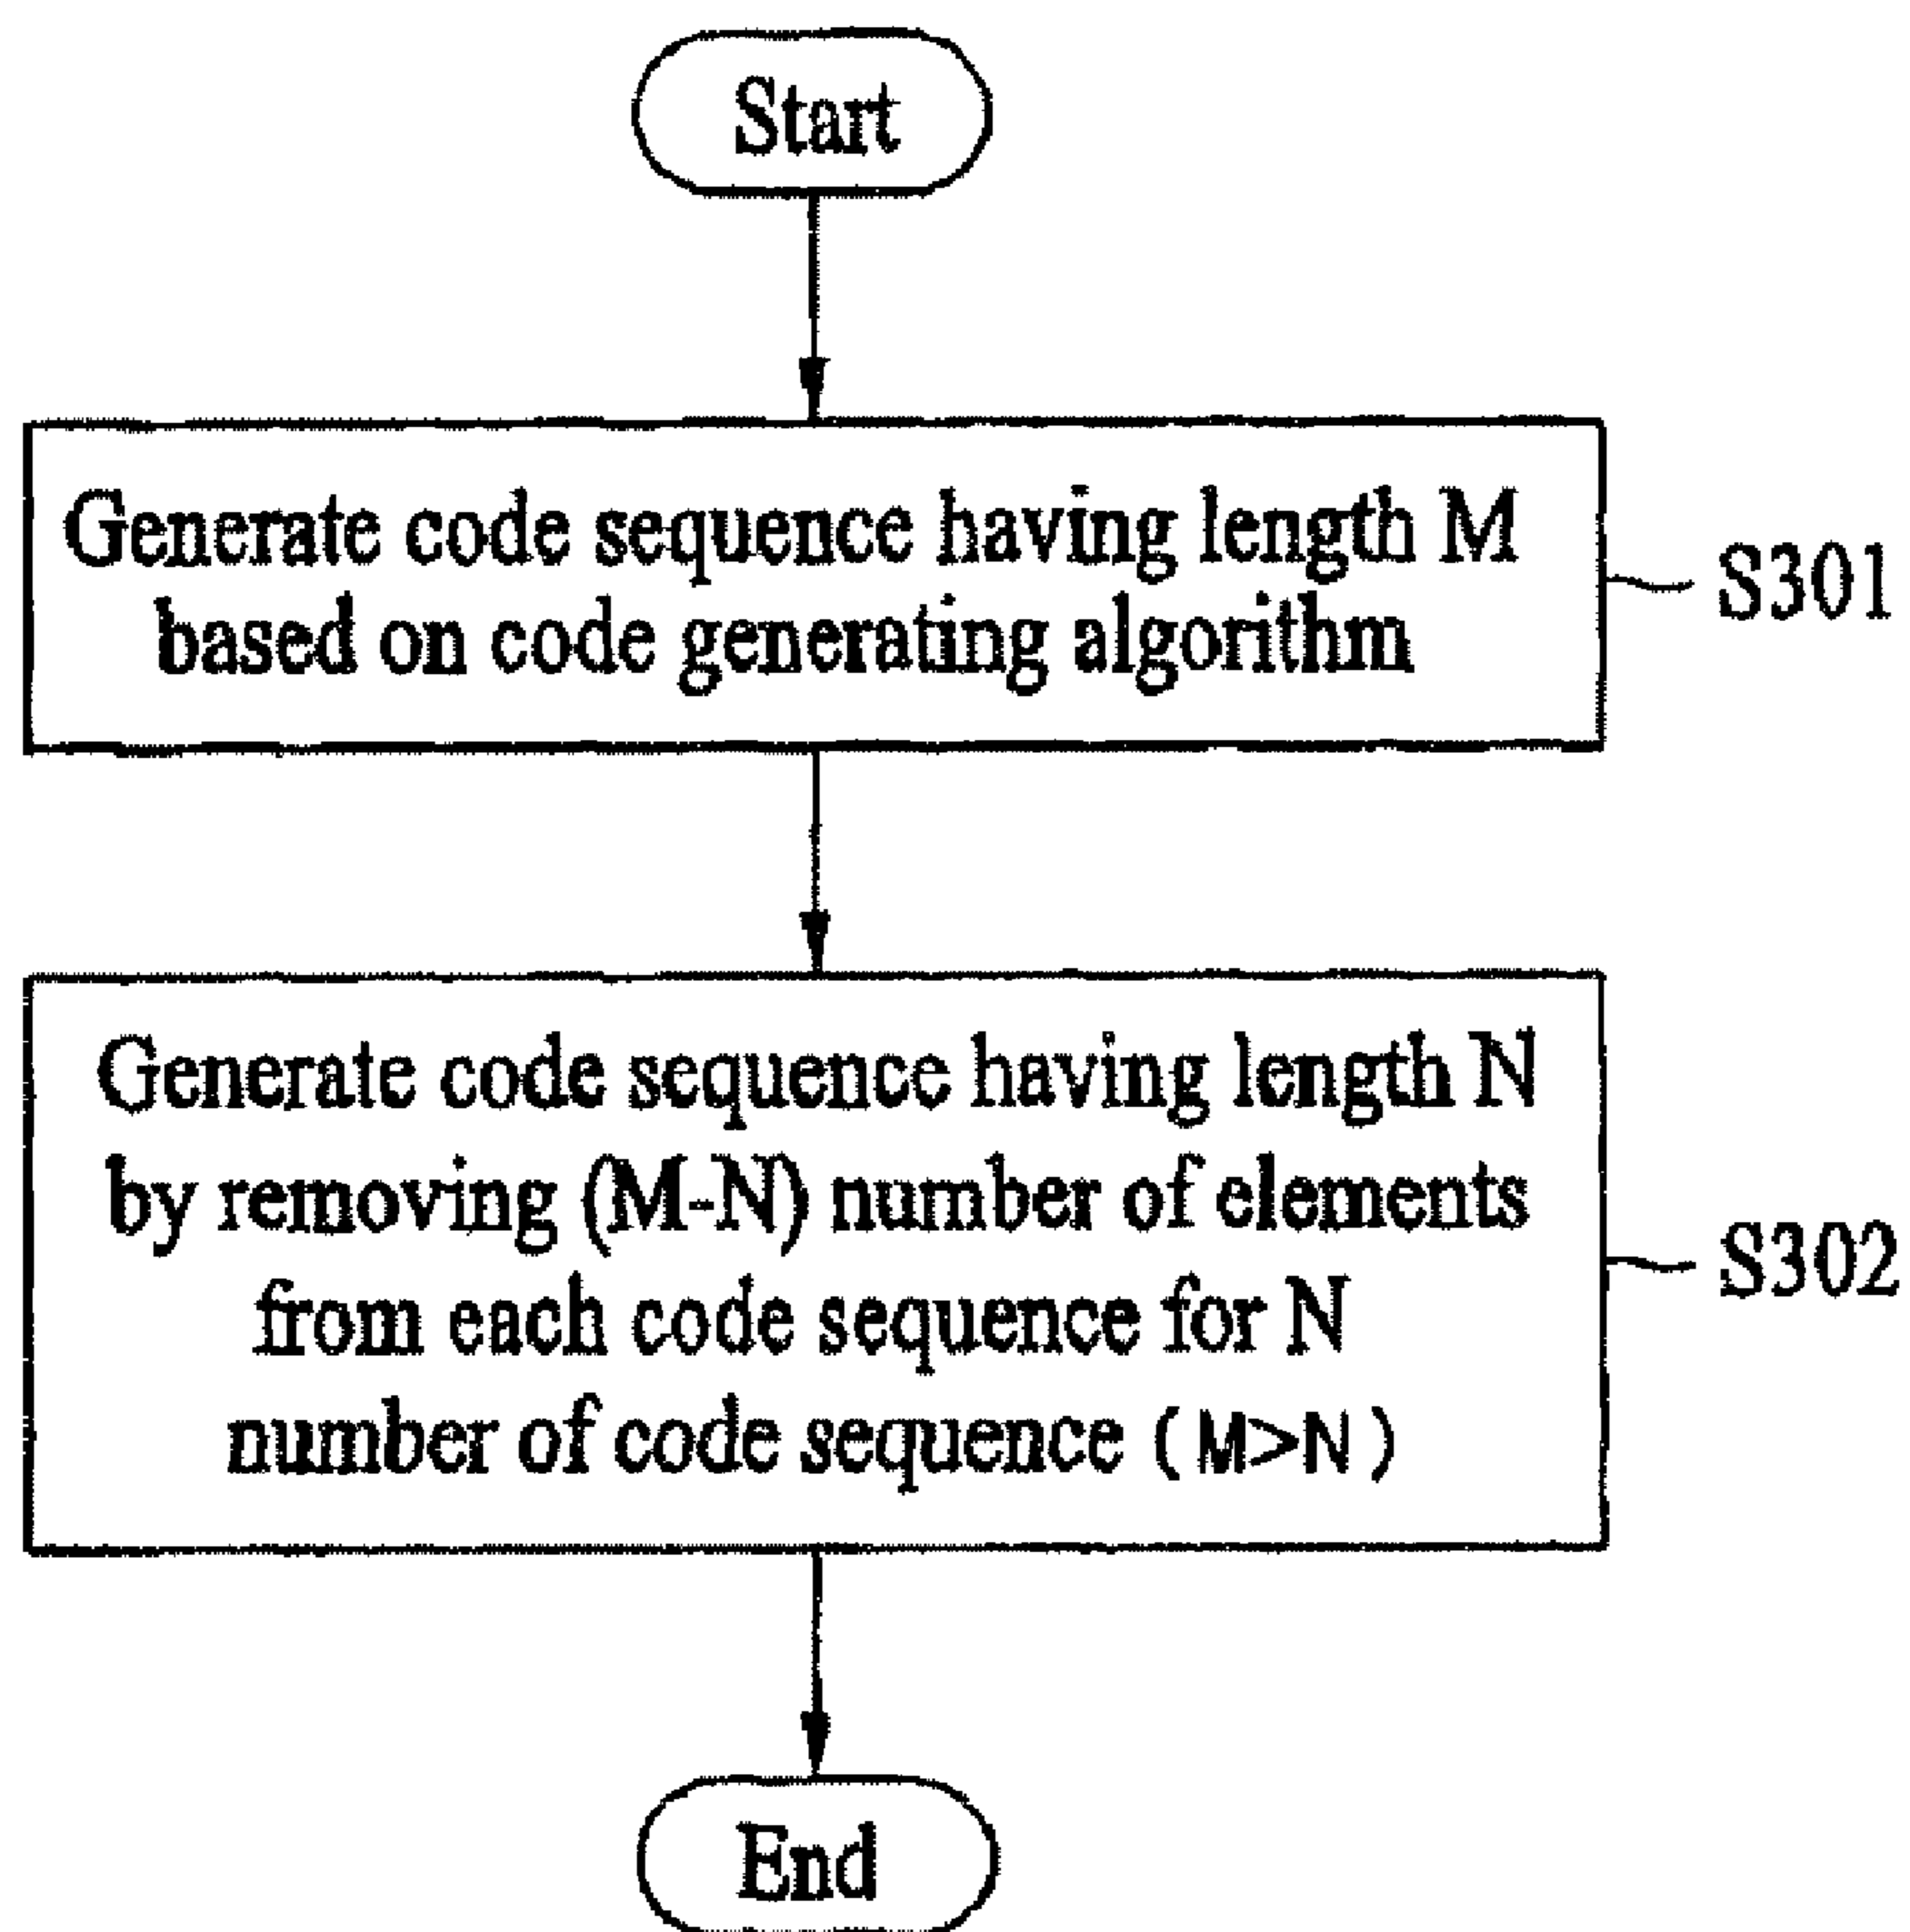 Start
Generate code sequence having length M
based on code generating algorithm
S301
Generate code sequence having length N
by removing (M-N) number of elements
from each code sequence for N
number of code sequence (M>N)
S302
End